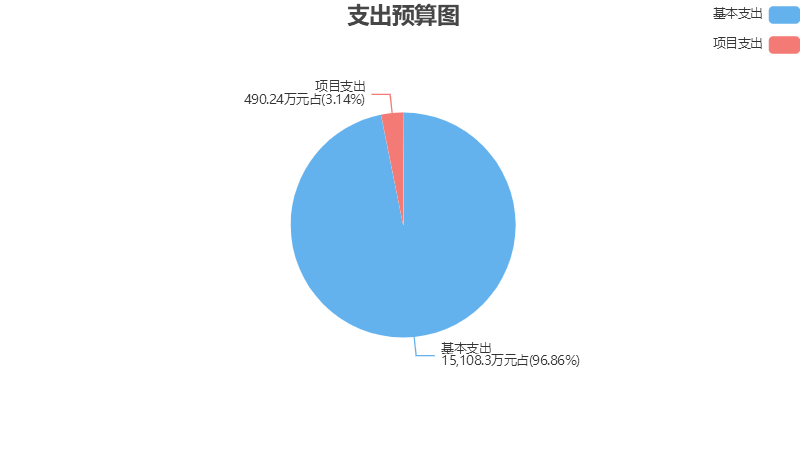 支出预算图
基本支出
项目支出
项目支出
490.24万元占(3.14%)
基本支出
15,108.3万元占(96.86%)